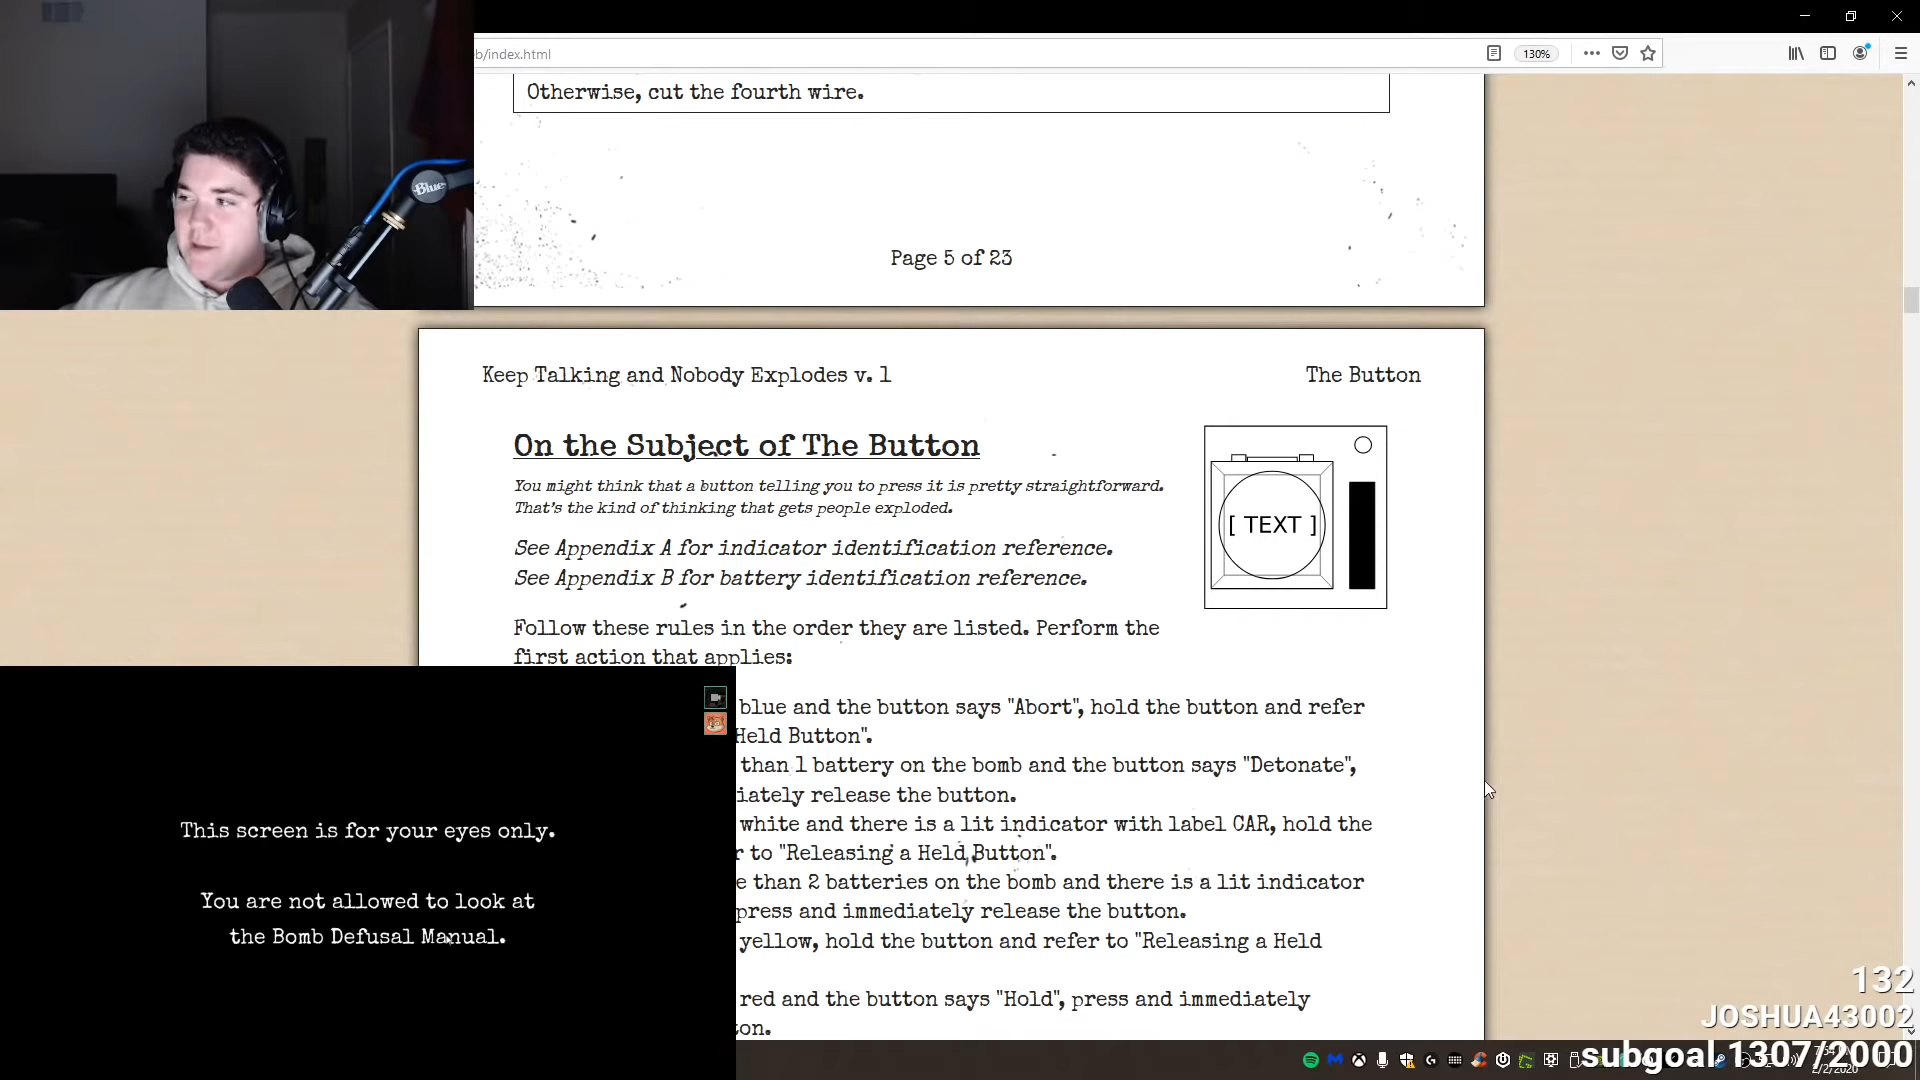 b/index.html
130%
Otherwise, cut the fourth wire.
Blue
Page 5 of 23
Keep Talking and Nobody Explodes v. 1
The Button
On the Subject of The Button
You might think that a button telling you to press it is pretty straightforward.
That's the kind of thinking that gets people exploded.
[ TEXT ]
See Appendix A for indicator identification reference.
See Appendix B for battery identification reference.
Follow these rules in the order they are listed. Perform the
first action that applies:
blue and the button says "Abort", hold the button and refer
Held Button".
than 1 battery on the bomb and the button says "Detonate",
iately release the button.
white and there is a lit indicator with label CAR, hold the
r to "Releasing a Held Button".
e than 2 batteries on the bomb and there is a lit indicator
press and immediately release the button.
yellow, hold the button and refer to "Releasing a Held
red and the button says "Hold", press and immediately
ton.
This screen is for your eyes only.
You are not allowed to look at
the Bomb Defusal Manual.
132
JOSHUA43002
subgoal 1307/2000
2/2/2020